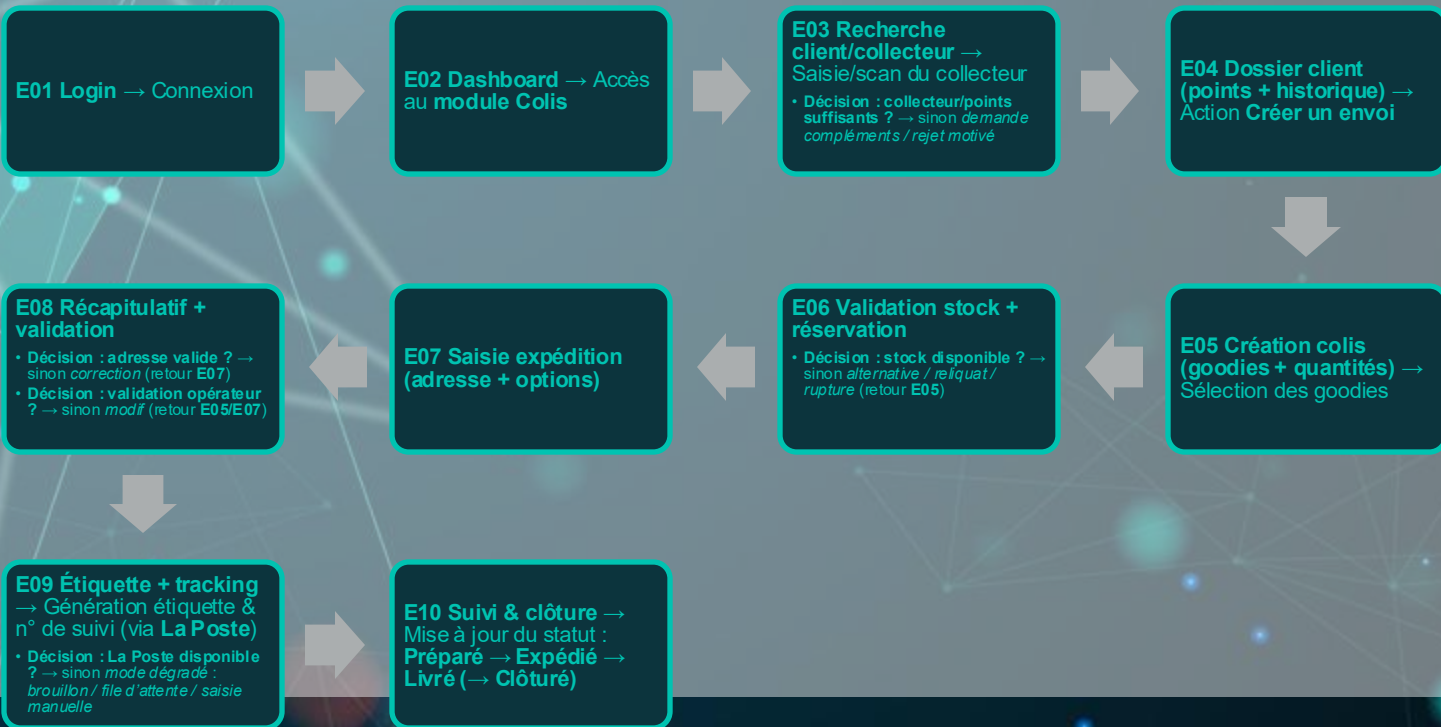 E01 Login → Connexion
E02 Dashboard → Accès
au module Colis
E03 Recherche
client/collecteur →
Saisie/scan du collecteur
• Décision : collecteur/points
suffisants ? → sinon demande
compléments / rejet motivé
E04 Dossier client
(points + historique) →
Action Créer un envoi
E05 Création colis
(goodies + quantités) →
Sélection des goodies
E06 Validation stock +
réservation
• Décision : stock disponible ? →
sinon alternative / reliquat /
rupture (retour E05)
E07 Saisie expédition
(adresse + options)
E08 Récapitulatif +
validation
• Décision : adresse valide ? →
sinon correction (retour E07)
• Décision : validation opérateur
? → sinon modif (retour E05/E07)
E09 Étiquette + tracking
→ Génération étiquette &
n° de suivi (via La Poste)
• Décision : La Poste disponible
? → sinon mode dégradé :
brouillon / file d'attente / saisie
manuelle
E10 Suivi & clôture →
Mise à jour du statut :
Préparé → Expédié →
Livré (→ Clôturé)